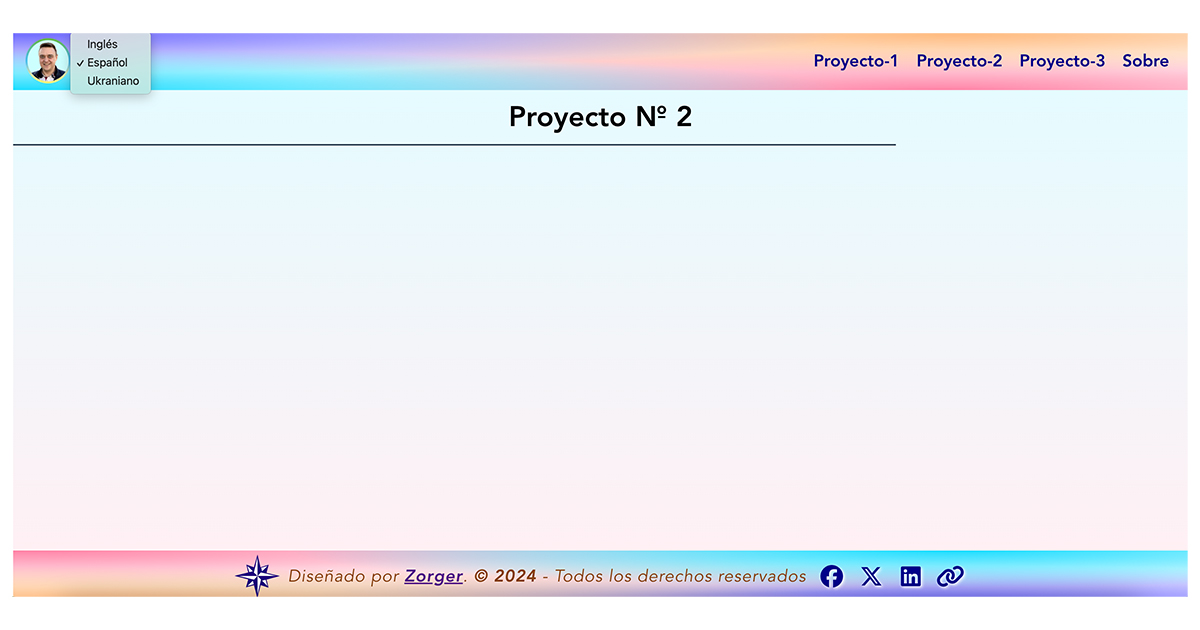 Inglés
✓ Español
Ukraniano
Proyecto-1 Proyecto-2 Proyecto-3 Sobre
Proyecto Nº 2
Diseñado por Zorger. © 2024 - Todos los derechos reservados